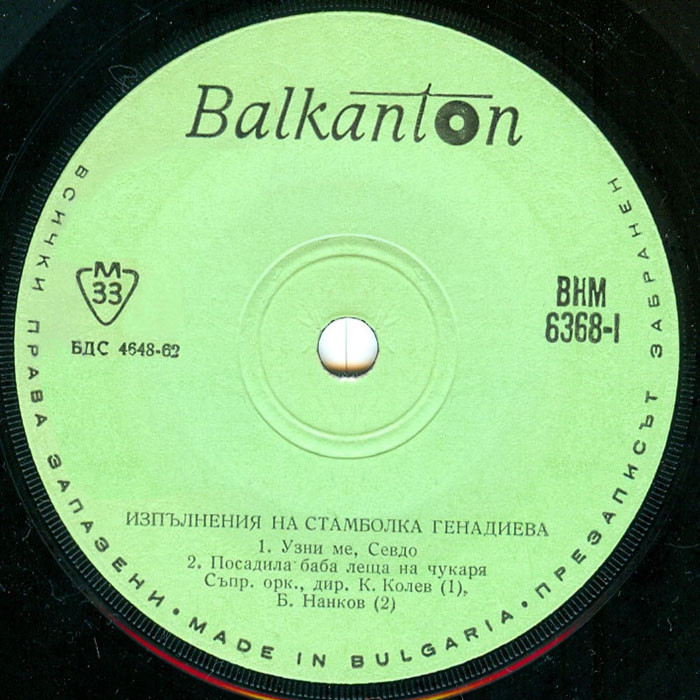 Balkanton
ВСИЧКИ ПРАВА ЗАПАЗЕНИ • MADE IN BULGARIA • ПРЕЗАПИСЪТ ЗАБРАНЕН
М
33
БДС 4648-62
ВНМ
6368-I
ИЗПЪЛНЕНИЯ НА СТАМБОЛКА ГЕНАДИЕВА
1. Узни ме, Севдо
2. Посадила баба леща на чукаря
Съпр. орк., дир. К. Колев (1),
Б. Нанков (2)